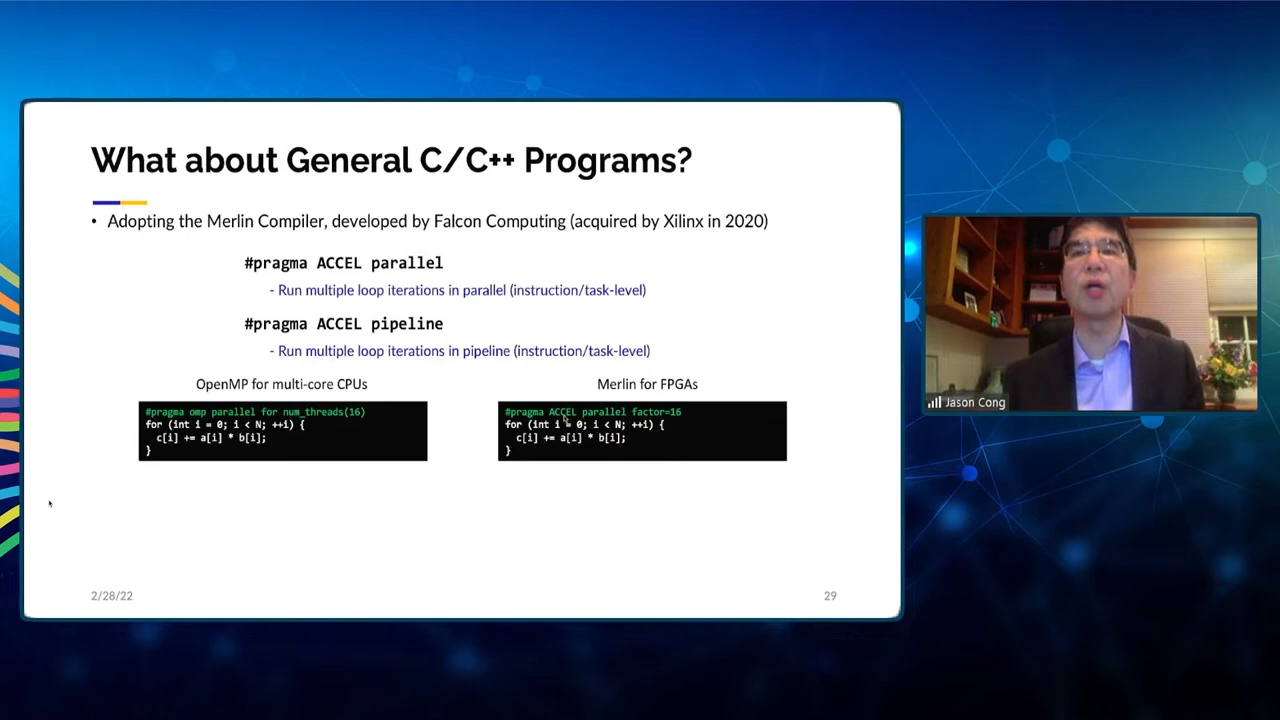 What about General C/C++ Programs?
• Adopting the Merlin Compiler, developed by Falcon Computing (acquired by Xilinx in 2020)
#pragma ACCEL parallel
- Run multiple loop iterations in parallel (instruction/task-level)
#pragma ACCEL pipeline
- Run multiple loop iterations in pipeline (instruction/task-level)
OpenMP for multi-core CPUs
#pragma omp parallel for num_threads(16)
for (int i = 0; i < N; ++i) {
c[i] += a[i] * b[i];
}
Merlin for FPGAs
#pragma ACCEL parallel factor=16
for (int i = 0; i < N; ++i) {
c[i] += a[i] * b[i];
}
2/28/22
29
Jason Cong